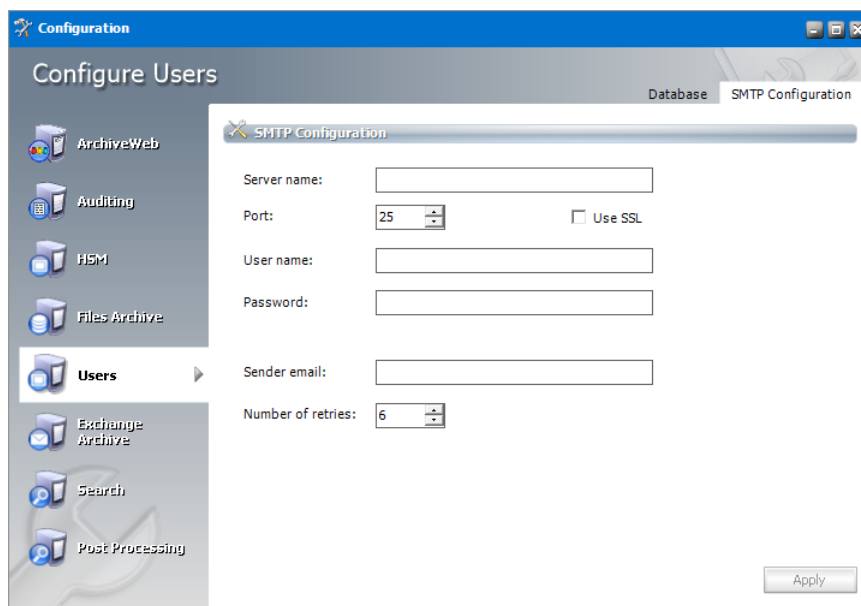 Configuration
Configure Users
Database SMTP Configuration
ArchiveWeb
Auditing
HSM
Files Archive
Users
Exchange
Archive
Search
Post Processing
SMTP Configuration
Server name:
Port: 25 Use SSL
User name:
Password:
Sender email:
Number of retries: 6
Apply